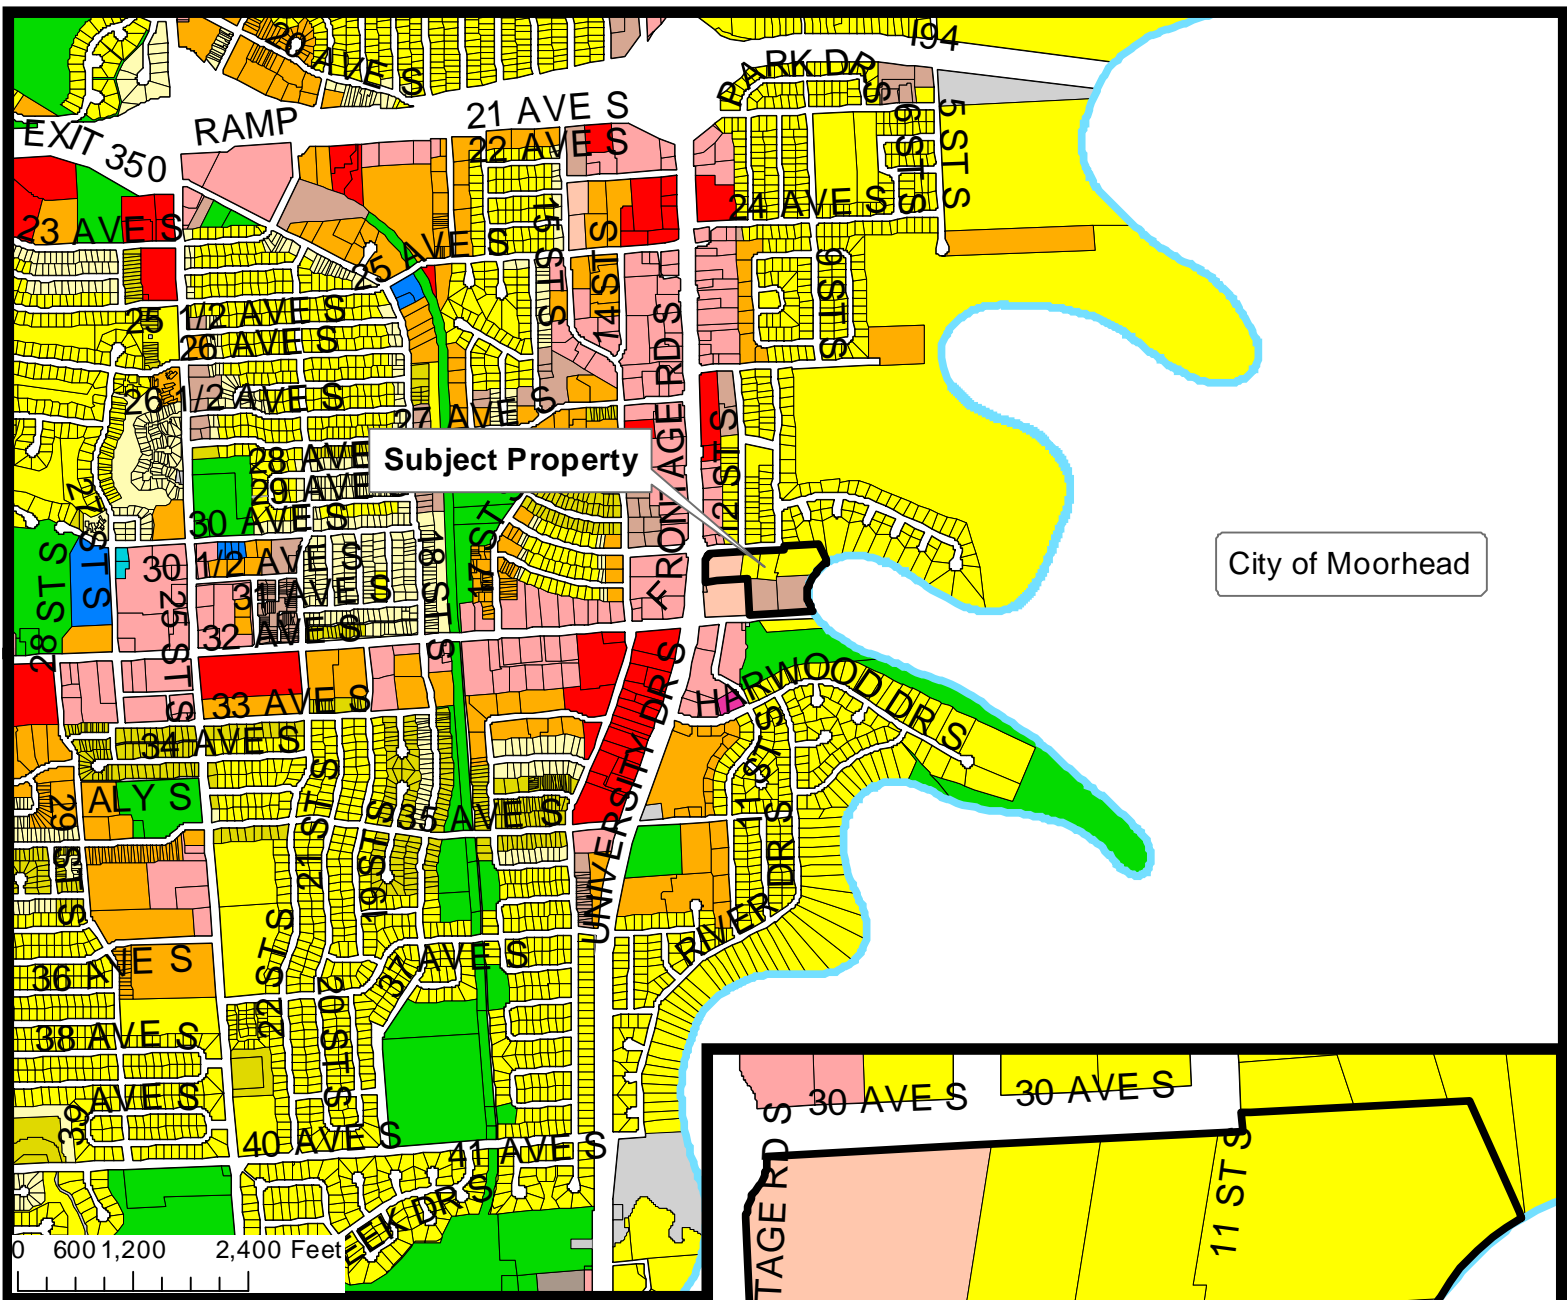 20 AVE S
I94
PARK DR S
21 AVE S
RAMP
EXIT 350
22 AVE S
6 ST S
5 ST S
24 AVE S
23 AVE S
15 ST S
14 ST S
25 AVE S
9 ST S
25 1/2 AVE S
26 AVE S
26 1/2 AVE S
27 AVE S
FRONTAGE RD S
12 ST S
Subject Property
28 AVE
29 AVE
27 ST S
30 AVE S
17 ST
18 ST S
28 ST S
30 1/2 AVE S
City of Moorhead
31 AVE S
25 ST S
32 AVE S
HARWOOD DR S
33 AVE S
34 AVE S
UNIVERSITY DR S
11 ST S
ALY S
29 ST S
21 ST S
19 ST S
35 AVE S
RIVER DR S
36 AVE S
22 ST S
20 ST S
37 AVE S
38 AVE S
39 AVE S
40 AVE S
41 AVE S
EEK DR S
0 600 1,200 2,400 Feet
30 AVE S
30 AVE S
TAGE RD S
11 ST S